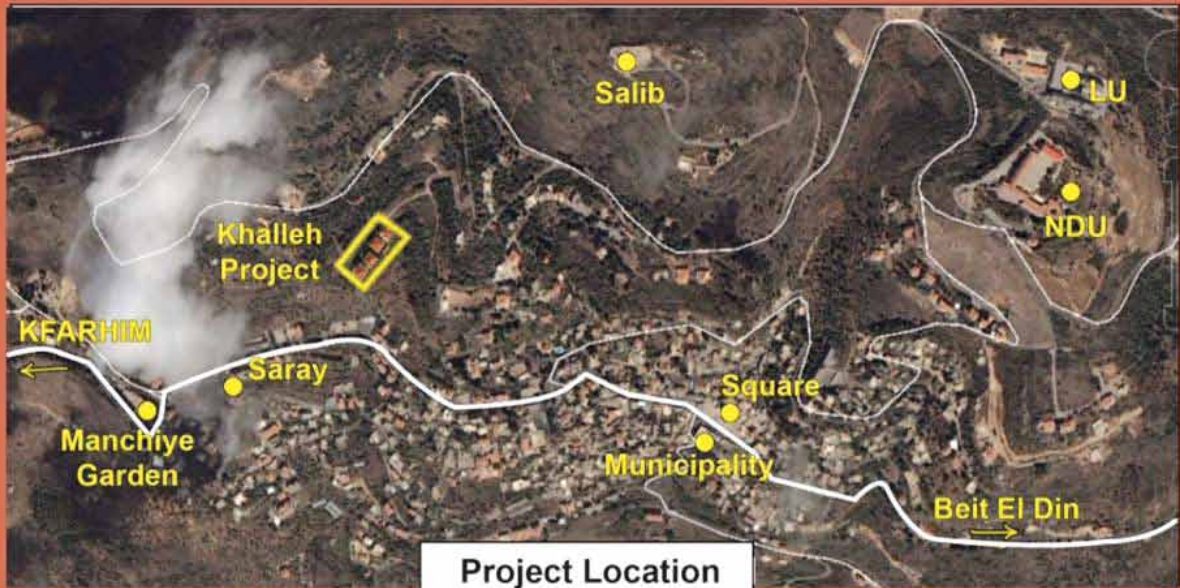 Salib
LU
NDU
Khalleh
Project
KFARHIM
Saray
Square
Manchiye
Garden
Municipality
Beit El Din
Project Location